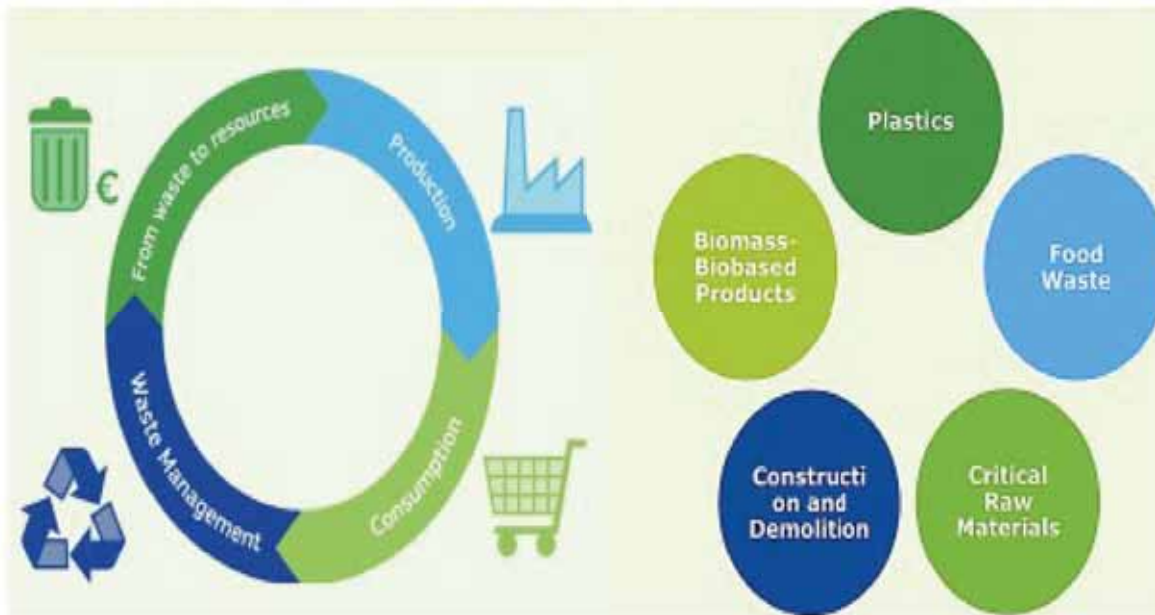 From waste to resources
Production
Consumption
Waste Management
€
Plastics
Food
Waste
Critical
Raw
Materials
Constructi
on and
Demolition
Biomass-
Biobased
Products